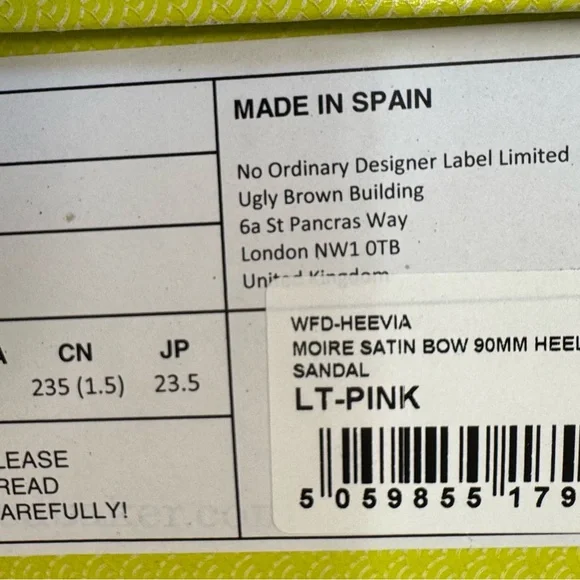 MADE IN SPAIN
No Ordinary Designer Label Limited
Ugly Brown Building
6a St Pancras Way
London NW1 0TB
United Kingdom
WFD-HEEVIA
MOIRE SATIN BOW 90MM HEEL
SANDAL
LT-PINK
5 059855 179
A CN JP
235 (1.5) 23.5
LEASE
READ
AREFULLY!